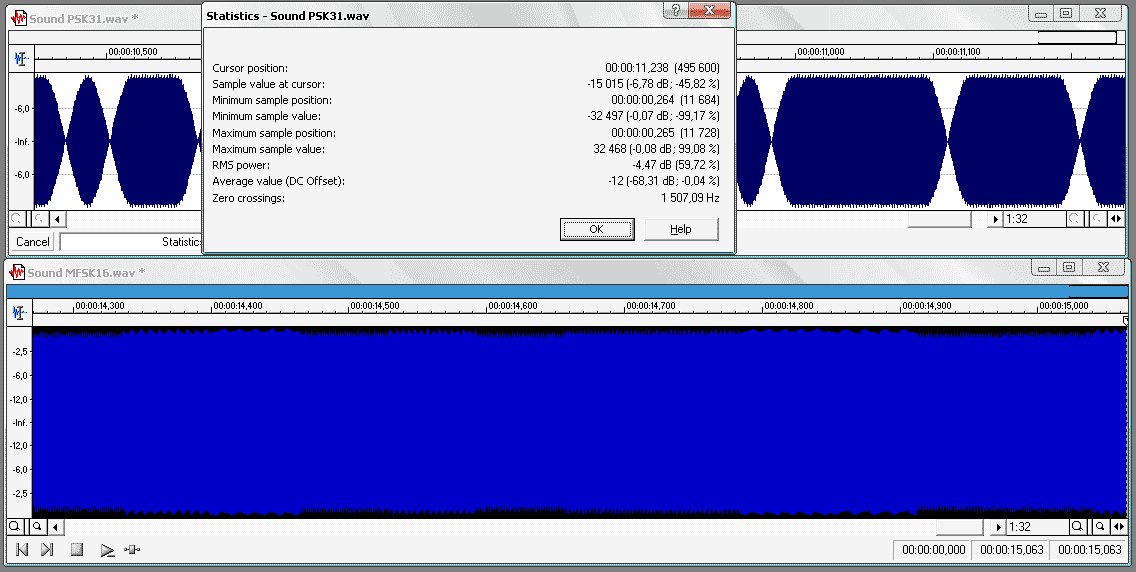 Sound PSK31.wav *
Statistics - Sound PSK31.wav
00:00:10,500 00:00:11,000 00:00:11,100
-6,0
-Inf.
-6,0
Cursor position: 00:00:11,238 (495 600)
Sample value at cursor: -15 015 (-6,78 dB; -45,82 %)
Minimum sample position: 00:00:00,264 (11 684)
Minimum sample value: -32 497 (-0,07 dB; -99,17 %)
Maximum sample position: 00:00:00,265 (11 728)
Maximum sample value: 32 468 (-0,08 dB; 99,08 %)
RMS power: -4,47 dB (59,72 %)
Average value (DC Offset): -12 (-68,31 dB; -0,04 %)
Zero crossings: 1 507,09 Hz
OK Help
1:32
Cancel Statistic
Sound MFSK16.wav *
00:00:14,300 00:00:14,400 00:00:14,500 00:00:14,600 00:00:14,700 00:00:14,800 00:00:14,900 00:00:15,000
-2,5
-6,0
-12,0
-Inf.
-12,0
-6,0
-2,5
1:32
00:00:00,000 00:00:15,063 00:00:15,063